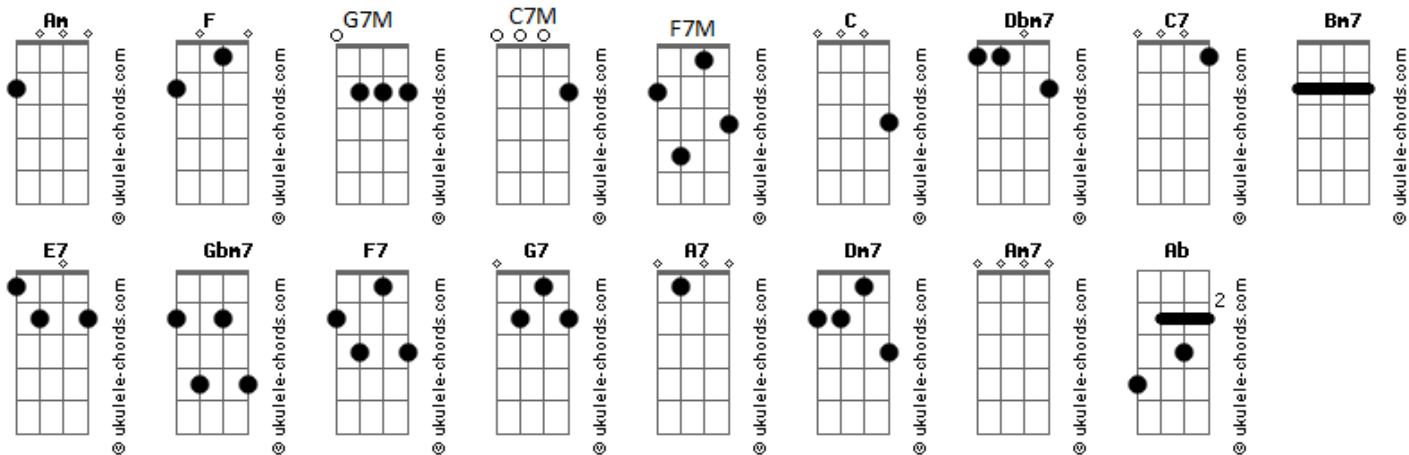 Am F G7M C7M F7M C Dbm7 C7 Bm7
© ukulele-chords.com © ukulele-chords.com © ukulele-chords.com © ukulele-chords.com © ukulele-chords.com © ukulele-chords.com © ukulele-chords.com © ukulele-chords.com © ukulele-chords.com
E7 Gbm7 F7 G7 A7 Dm7 Am7 Ab
2
© ukulele-chords.com © ukulele-chords.com © ukulele-chords.com © ukulele-chords.com © ukulele-chords.com © ukulele-chords.com © ukulele-chords.com © ukulele-chords.com